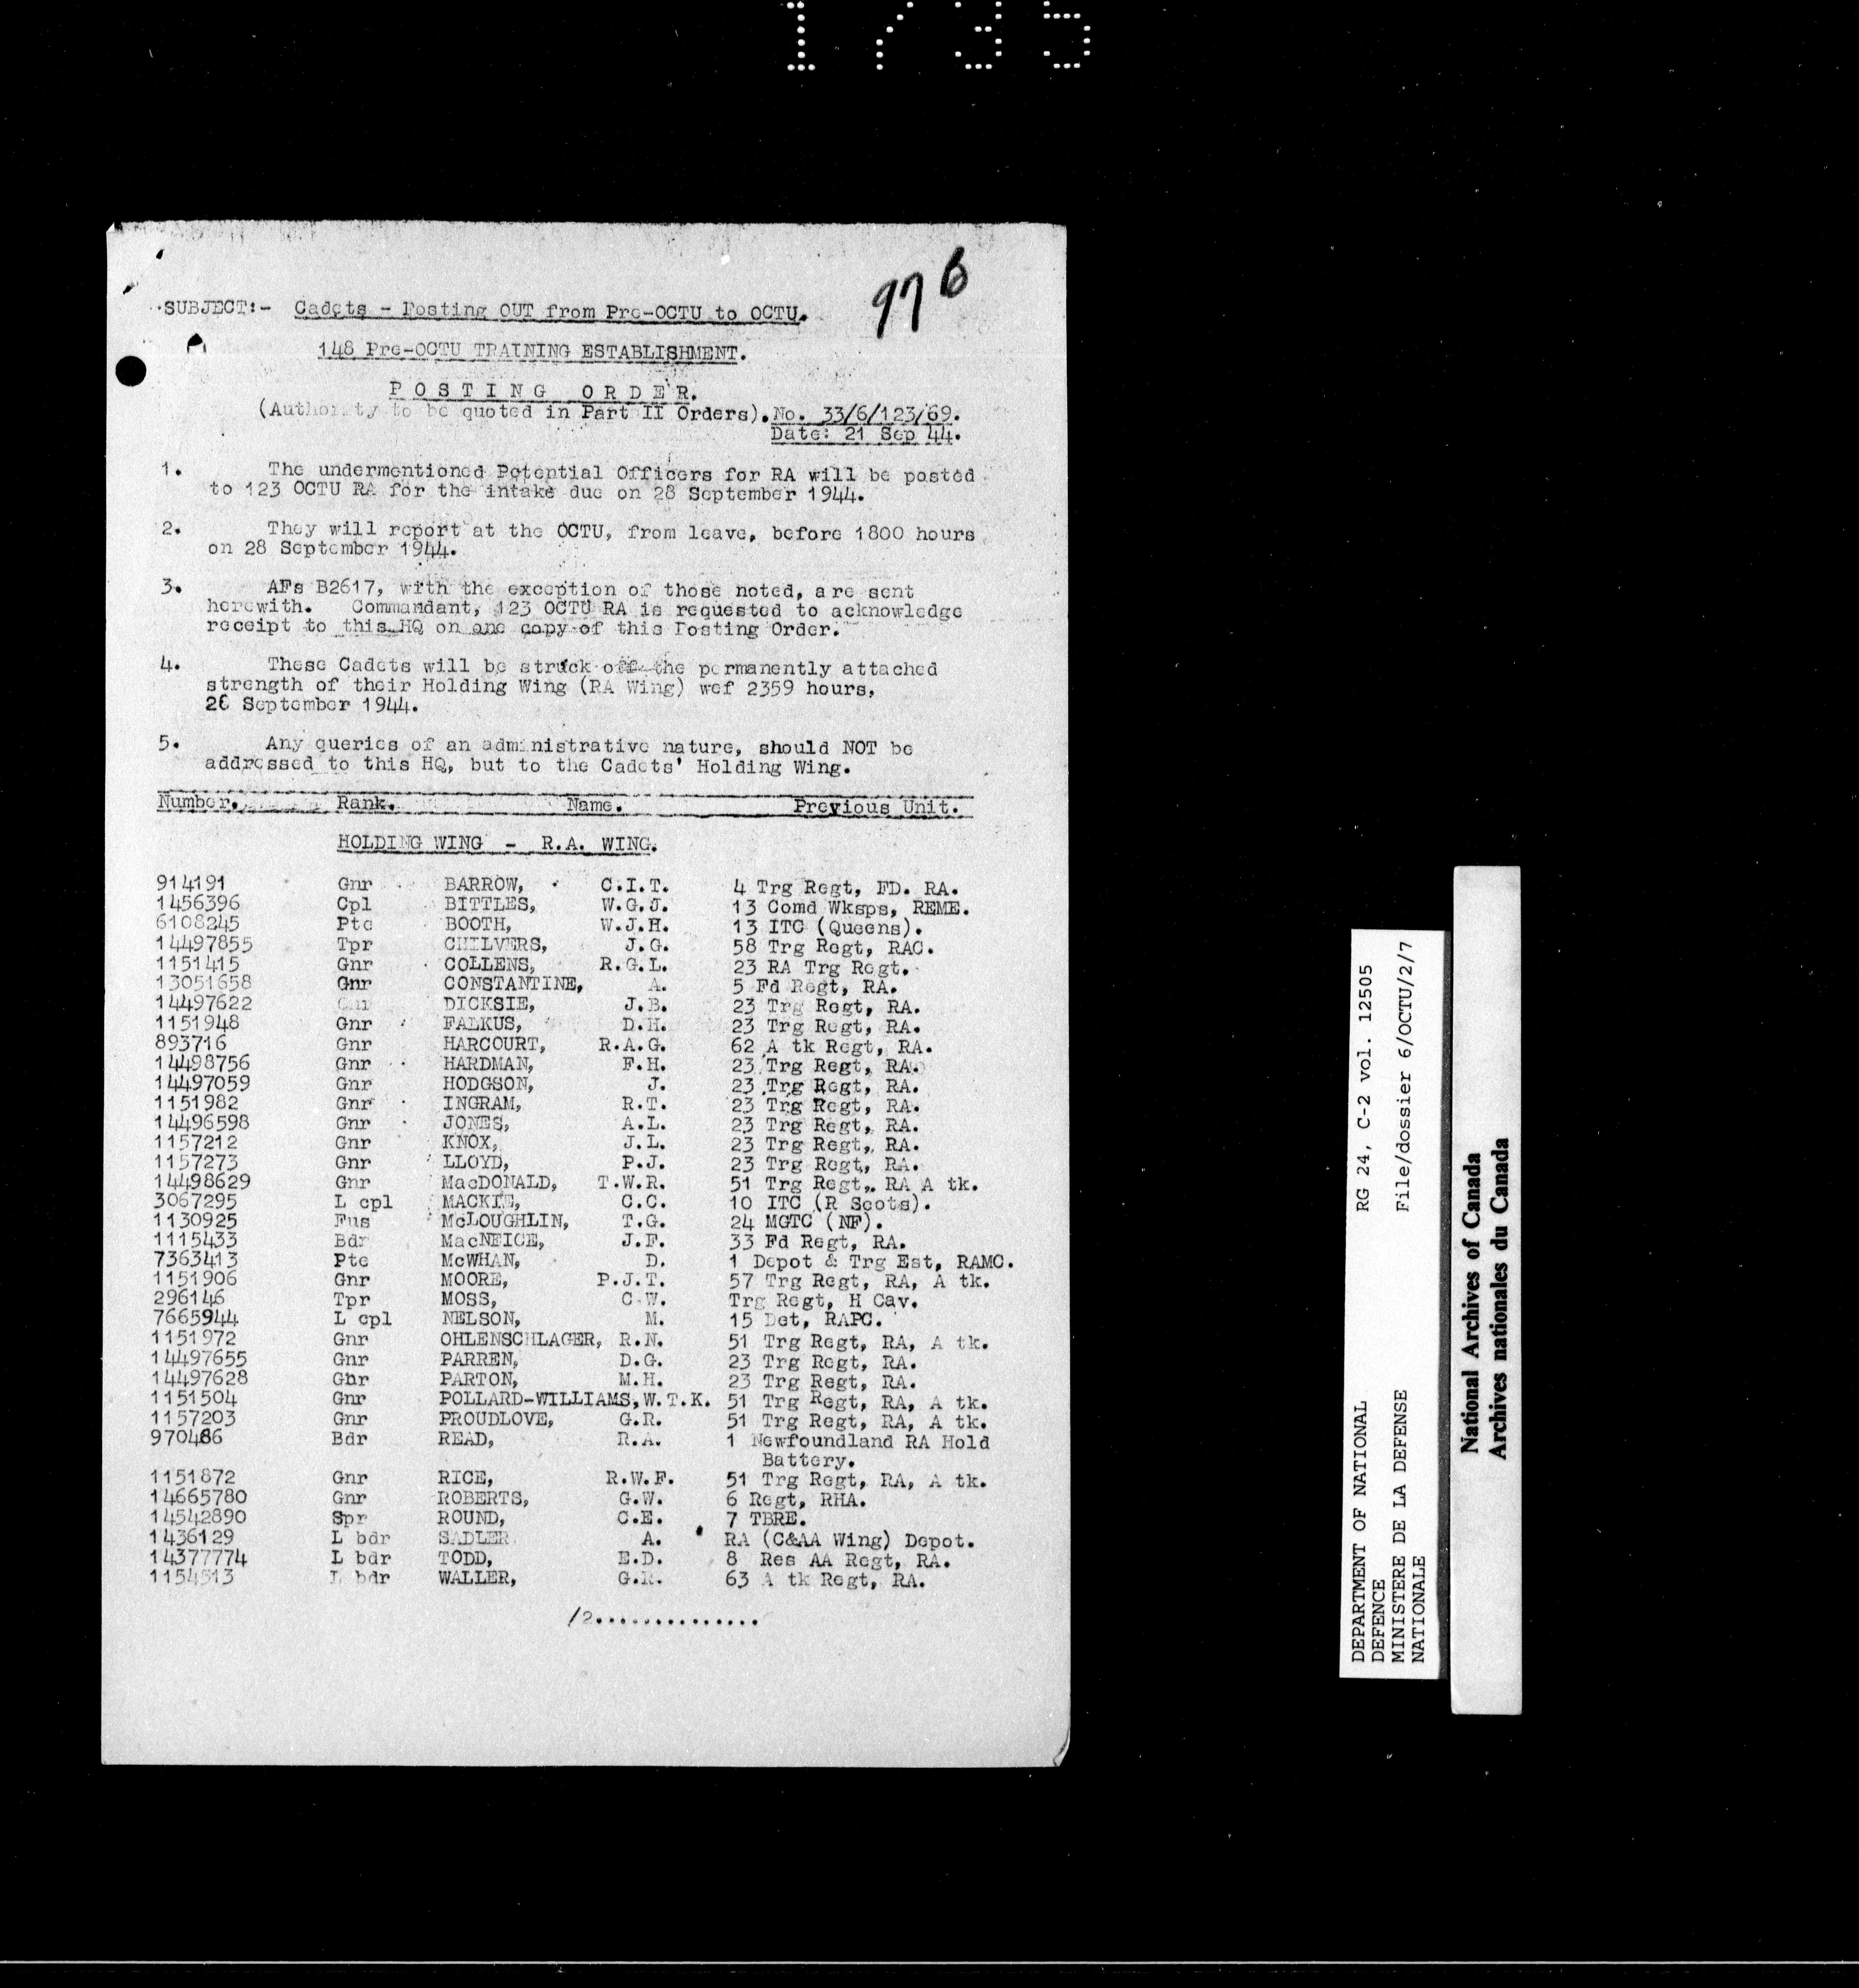 1735
97 B
SUBJECT:- Cadets - Posting OUT from Pre-OCTU to OCTU.
148 Pre-OCTU TRAINING ESTABLISHMENT.
POSTING ORDER.
(Authority to be quoted in Part II Orders). No. 33/6/123/69.
Date: 21 Sep 44.
1. The undermentioned Potential Officers for RA will be posted
to 123 OCTU RA for the intake due on 28 September 1944.
2. They will report at the OCTU, from leave, before 1800 hours
on 28 September 1944.
3. AFs B2617, with the exception of those noted, are sent
herewith. Commandant, 123 OCTU RA is requested to acknowledge
receipt to this HQ on one copy of this Posting Order.
4. These Cadets will be struck off the permanently attached
strength of their Holding Wing (RA Wing) wef 2359 hours,
28 September 1944.
5. Any queries of an administrative nature, should NOT be
addressed to this HQ, but to the Cadets' Holding Wing.
Number. Rank. Name. Previous Unit.
HOLDING WING - R.A. WING.
914191 Gnr BARROW, C.I.T. 4 Trg Regt, FD. RA.
1456396 Cpl BITTLES, W.G.J. 13 Comd Wksps, REME.
6108245 Pte BOOTH, W.J.H. 13 ITC (Queens).
14497855 Tpr CHILVERS, J.G. 58 Trg Regt, RAC.
1151415 Gnr COLLENS, R.G.L. 23 RA Trg Regt.
13051658 Gnr CONSTANTINE, A. 5 Fd Regt, RA.
14497622 Gnr DICKSIE, J.B. 23 Trg Regt, RA.
1151948 Gnr FALKUS, D.H. 23 Trg Regt, RA.
893716 Gnr HARCOURT, R.A.G. 62 A tk Regt, RA.
14498756 Gnr HARDMAN, F.H. 23 Trg Regt, RA.
14497059 Gnr HODGSON, J. 23 Trg Regt, RA.
1151982 Gnr INGRAM, R.T. 23 Trg Regt, RA.
14496598 Gnr JONES, A.L. 23 Trg Regt, RA.
1157212 Gnr KNOX, J.L. 23 Trg Regt, RA.
1157273 Gnr LLOYD, P.J. 23 Trg Regt, RA.
14498629 Gnr MacDONALD, T.W.R. 51 Trg Regt, RA A tk.
3067295 L cpl MACKIE, C.C. 10 ITC (R Scots).
1130925 Fus McLOUGHLIN, T.G. 24 MGTC (NF).
1115433 Bdr MacNEICE, J.F. 33 Fd Regt, RA.
7363413 Pte McWHAN, D. 1 Depot & Trg Est, RAMC.
1151906 Gnr MOORE, P.J.T. 57 Trg Regt, RA, A tk.
296146 Tpr MOSS, C.W. Trg Regt, H Cav.
7665944 L cpl NELSON, M. 15 Det, RAPC.
1151972 Gnr OHLENSCHLAGER, R.N. 51 Trg Regt, RA, A tk.
14497655 Gnr PARREN, D.G. 23 Trg Regt, RA.
14497628 Gnr PARTON, M.H. 23 Trg Regt, RA.
1151504 Gnr POLLARD-WILLIAMS, W.T.K. 51 Trg Regt, RA, A tk.
1157203 Gnr PROUDLOVE, G.R. 51 Trg Regt, RA, A tk.
970486 Bdr READ, R.A. 1 Newfoundland RA Hold
Battery.
1151872 Gnr RICE, R.W.F. 51 Trg Regt, RA, A tk.
14665780 Gnr ROBERTS, G.W. 6 Regt, RHA.
14542890 Spr ROUND, C.E. 7 TBRE.
1436129 L bdr SADLER A. RA (C&AA Wing) Depot.
14377774 L bdr TODD, E.D. 8 Res AA Regt, RA.
1154513 L bdr WALLER, G.R. 63 A tk Regt, RA.
/2..............
DEPARTMENT OF NATIONAL RG 24, C-2 vol. 12505
DEFENCE
MINISTERE DE LA DEFENSE File/dossier 6/OCTU/2/7
NATIONALE
National Archives of Canada
Archives nationales du Canada